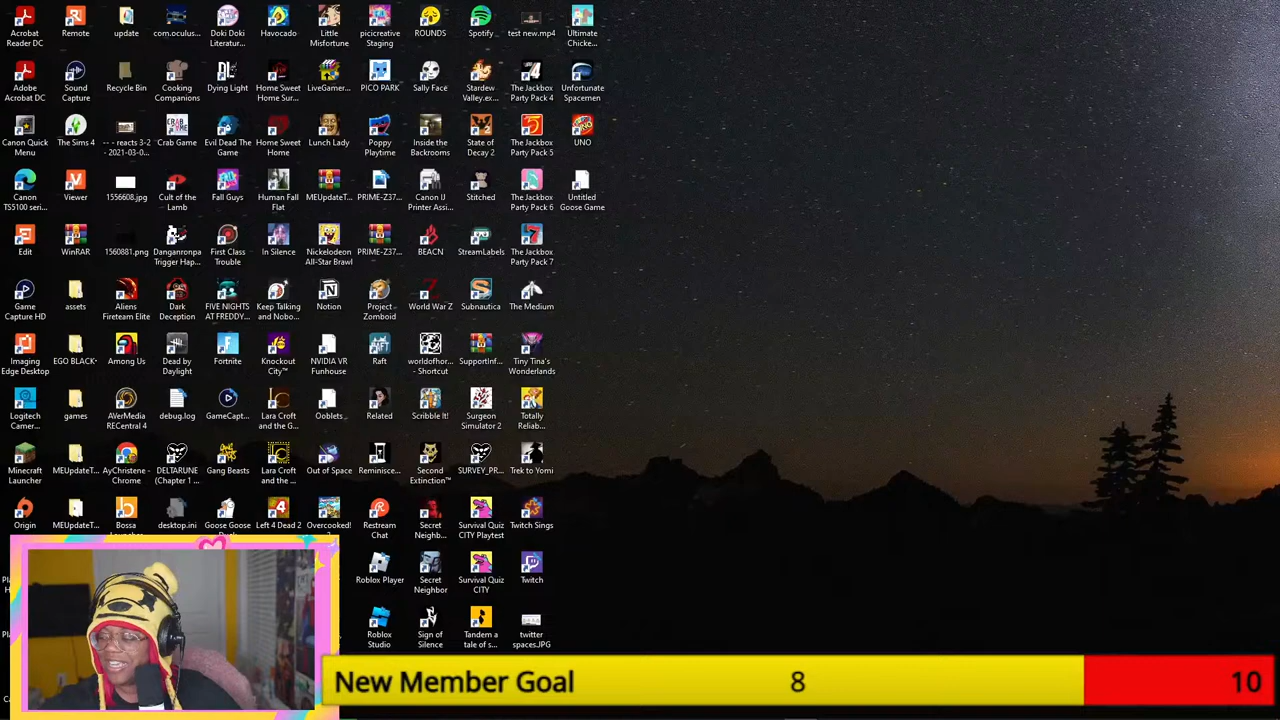 Acrobat
Reader DC
Remote
update
com.oculus...
Doki Doki
Literatur...
Havocado
Little
Misfortune
picicreative
Staging
ROUNDS
Spotify
test new.mp4
Ultimate
Chicke...
Adobe
Acrobat DC
Sound
Capture
Recycle Bin
Cooking
Companions
Dying Light
Home Sweet
Home Sur...
LiveGamer...
PICO PARK
Sally Face
Stardew
Valley.ex...
The Jackbox
Party Pack 4
Unfortunate
Spacemen
Canon Quick
Menu
The Sims 4
-- - reacts 3-2
- 2021-03-0...
Crab Game
Evil Dead The
Game
Home Sweet
Home
Lunch Lady
Poppy
Playtime
Inside the
Backrooms
State of
Decay 2
The Jackbox
Party Pack 5
UNO
Canon
TS5100 seri...
Viewer
1556608.jpg
Cult of the
Lamb
Fall Guys
Human Fall
Flat
MEUpdateT...
PRIME-Z37...
Canon IJ
Printer Assi...
Stitched
The Jackbox
Party Pack 6
Untitled
Goose Game
Edit
WinRAR
1560881.png
Danganronpa
Trigger Hap...
First Class
Trouble
In Silence
Nickelodeon
All-Star Brawl
PRIME-Z37...
BEACN
StreamLabels
The Jackbox
Party Pack 7
Game
Capture HD
assets
Aliens
Fireteam Elite
Dark
Deception
FIVE NIGHTS
AT FREDDY...
Keep Talking
and Nobo...
Notion
Project
Zomboid
World War Z
Subnautica
The Medium
Imaging
Edge Desktop
EGO BLACK-
Among Us
Dead by
Daylight
Fortnite
Knockout
City™
NVIDIA VR
Funhouse
Raft
worldofhor...
- Shortcut
SupportInf...
Tiny Tina's
Wonderlands
Logitech
Camer...
games
AVerMedia
RECentral 4
debug.log
GameCapt...
Lara Croft
and the G...
Ooblets
Related
Scribble It!
Surgeon
Simulator 2
Totally
Reliab...
Minecraft
Launcher
MEUpdateT...
AyChristene -
Chrome
DELTARUNE
(Chapter 1 ...
Gang Beasts
Lara Croft
and the ...
Out of Space
Reminisce...
Second
Extinction™
SURVEY_PR...
Trek to Yomi
Origin
MEUpdateT...
Bossa
desktop.ini
Goose Goose
Left 4 Dead 2
Overcooked!
Restream
Chat
Secret
Neighb...
Survival Quiz
CITY Playtest
Twitch Sings
Roblox Player
Secret
Neighbor
Survival Quiz
CITY
Twitch
Roblox
Studio
Sign of
Silence
Tandem a
tale of s...
twitter
spaces.JPG
New Member Goal 8 10